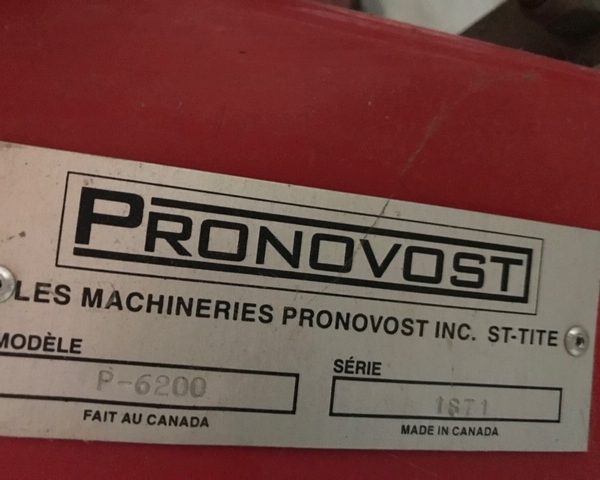 PRONOVOST
LES MACHINERIES PRONOVOST INC. ST-TITE
MODÈLE
P-6200
FAIT AU CANADA
SÉRIE
MADE IN CANADA